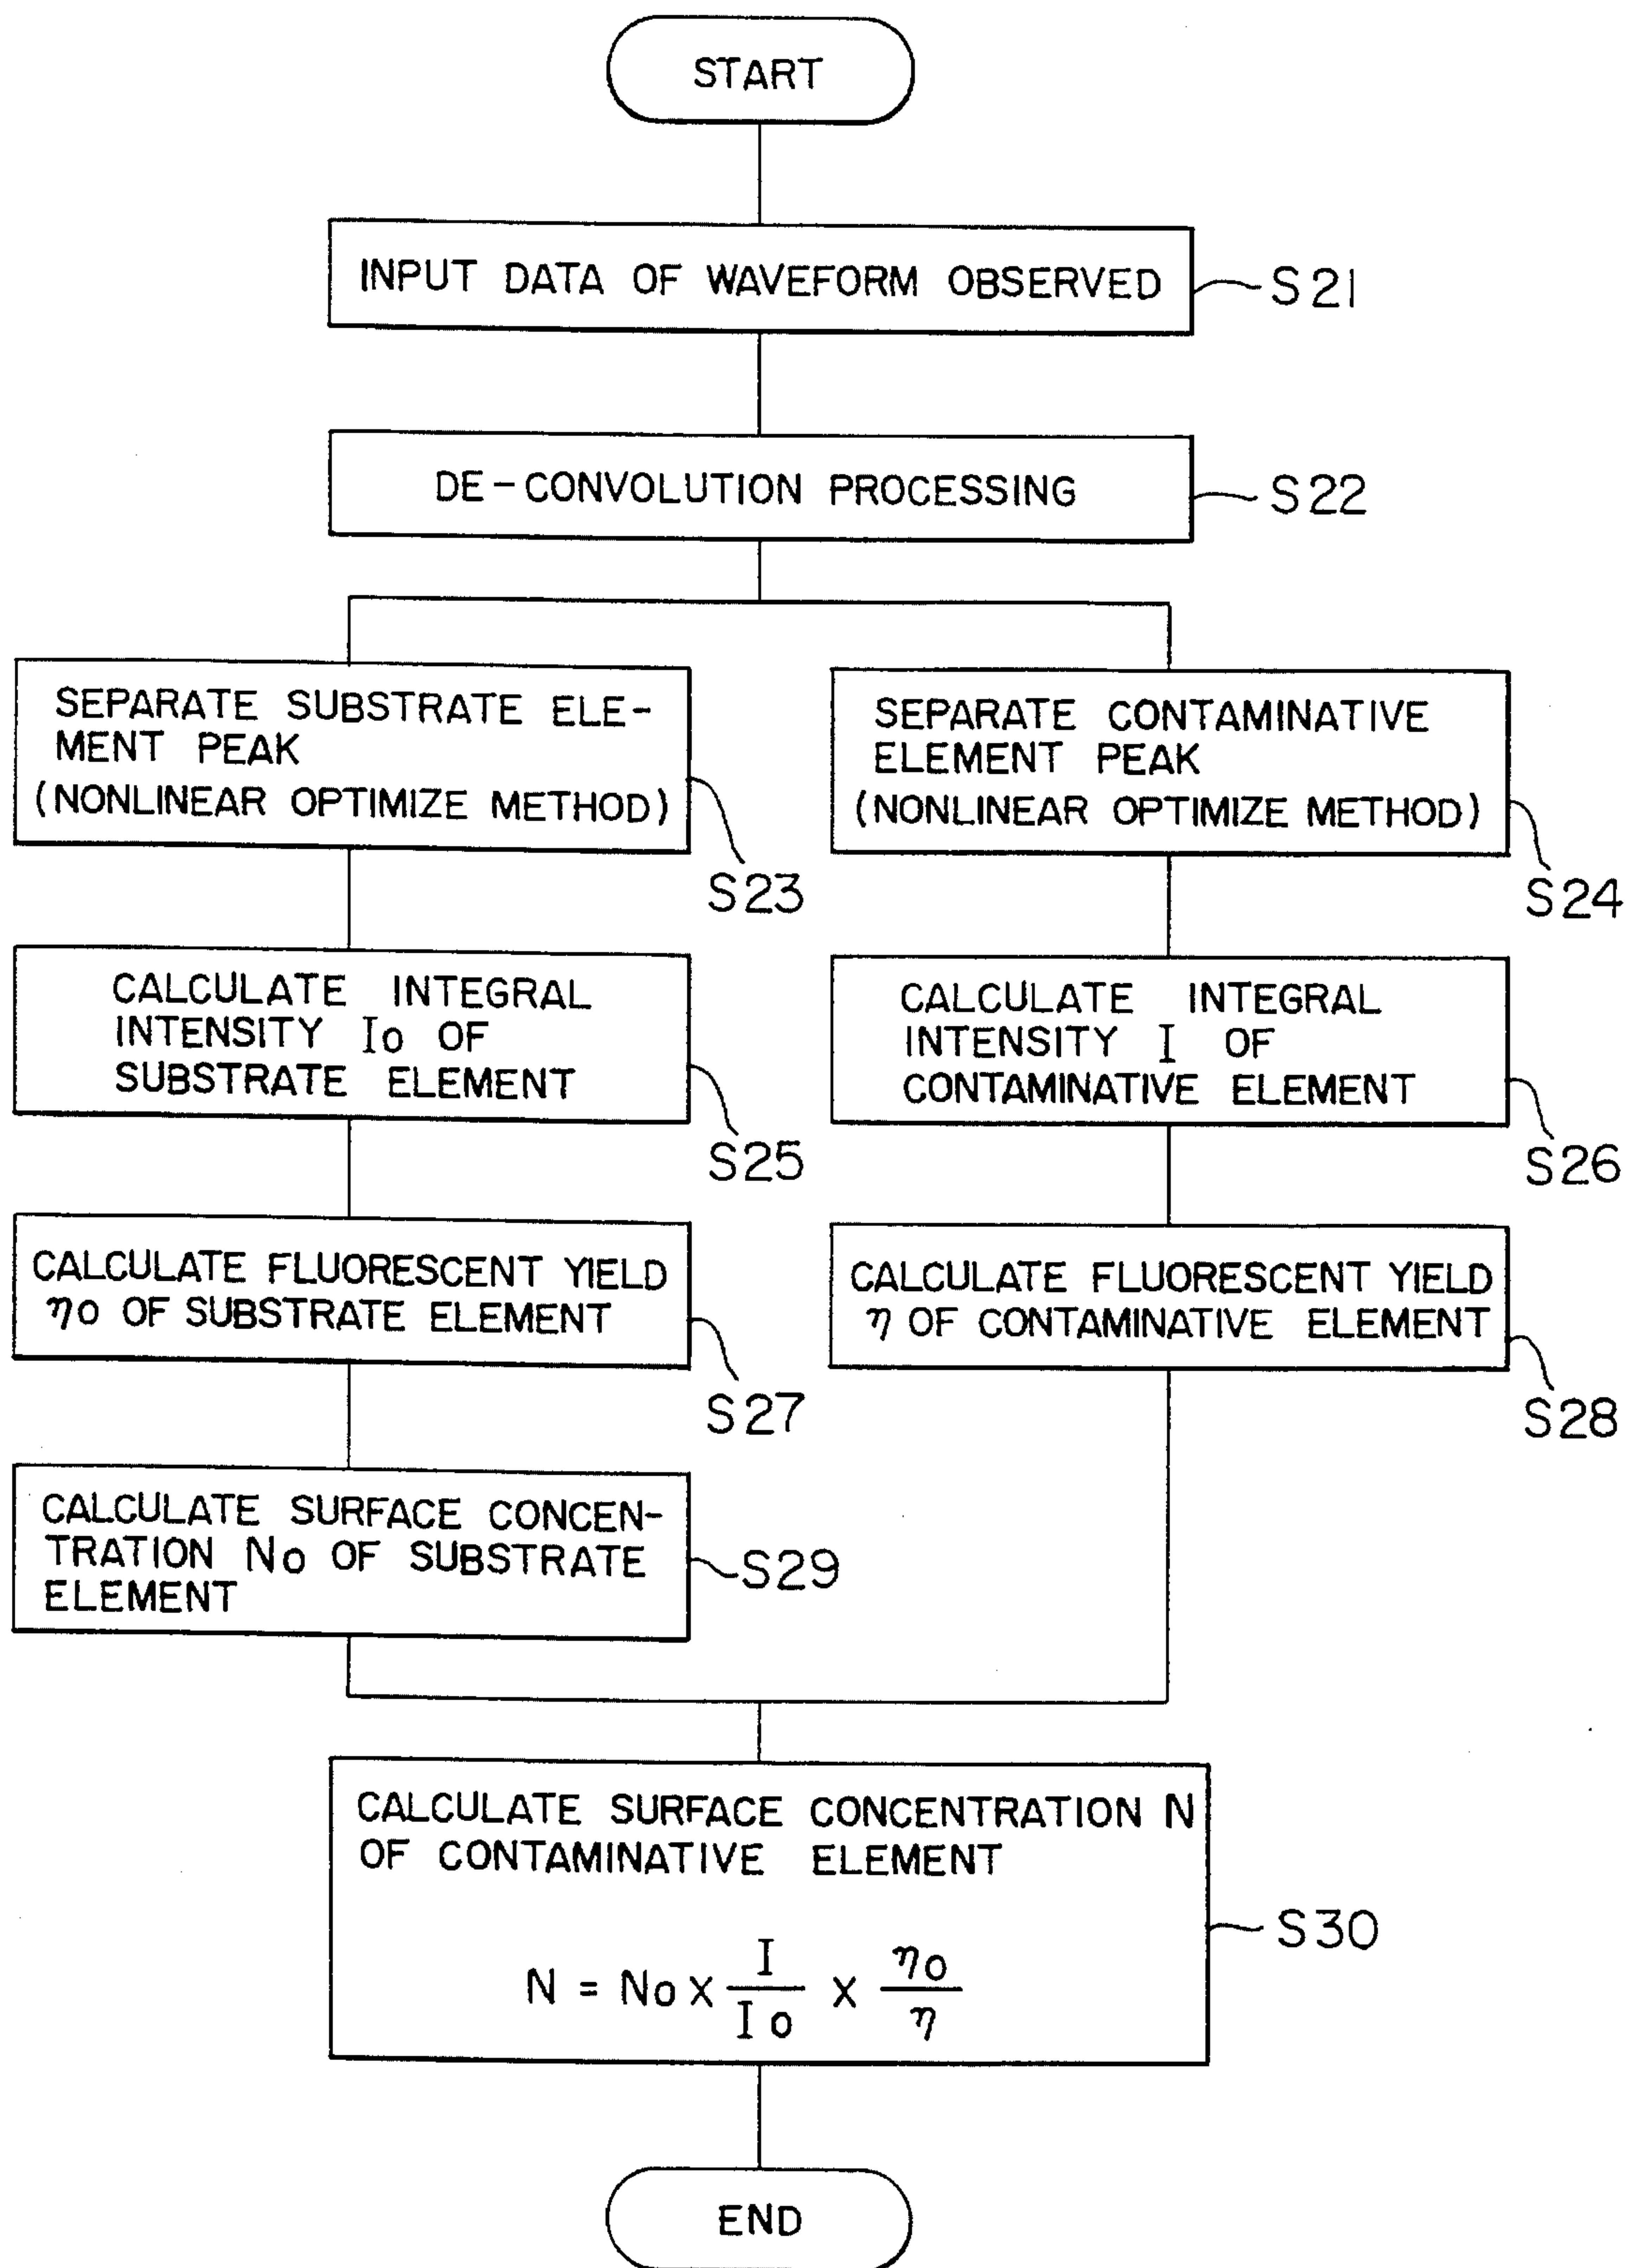 START
INPUT DATA OF WAVEFORM OBSERVED
S21
DE-CONVOLUTION PROCESSING
S22
SEPARATE SUBSTRATE ELE-
MENT PEAK
(NONLINEAR OPTIMIZE METHOD)
S23
SEPARATE CONTAMINATIVE
ELEMENT PEAK
(NONLINEAR OPTIMIZE METHOD)
S24
CALCULATE INTEGRAL
INTENSITY Io OF
SUBSTRATE ELEMENT
S25
CALCULATE INTEGRAL
INTENSITY I OF
CONTAMINATIVE ELEMENT
S26
CALCULATE FLUORESCENT YIELD
ηo OF SUBSTRATE ELEMENT
S27
CALCULATE FLUORESCENT YIELD
η OF CONTAMINATIVE ELEMENT
S28
CALCULATE SURFACE CONCEN-
TRATION No OF SUBSTRATE
ELEMENT
S29
CALCULATE SURFACE CONCENTRATION N
OF CONTAMINATIVE ELEMENT
N = No × I/Io × ηo/η
S30
END